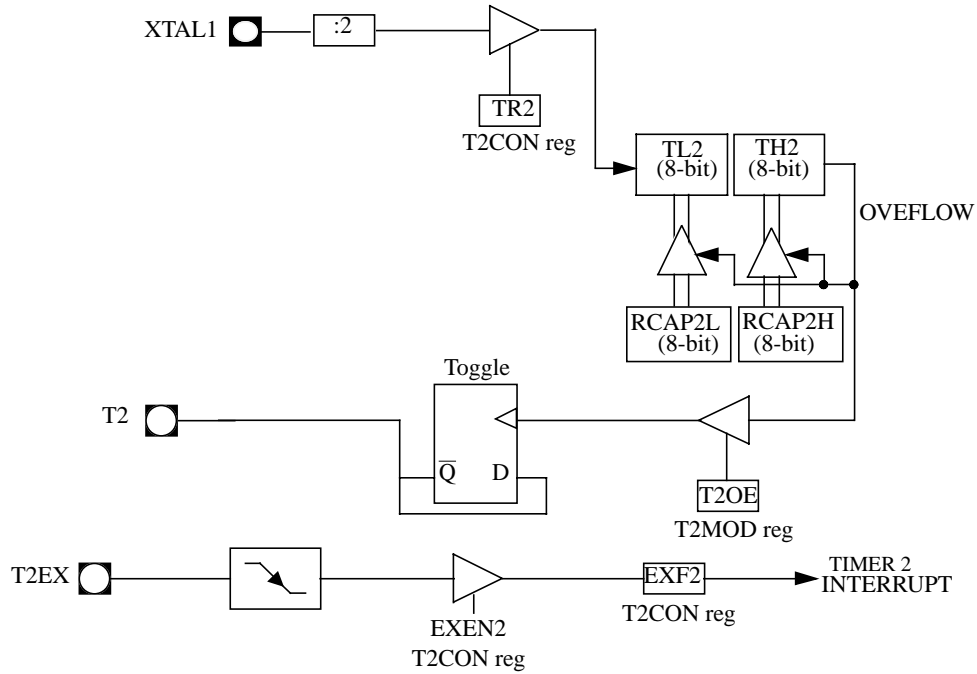 XTAL1
:2
TR2
T2CON reg
TL2
(8-bit)
TH2
(8-bit)
OVEFLOW
RCAP2L
(8-bit)
RCAP2H
(8-bit)
Toggle
T2
Q
D
T2OE
T2MOD reg
T2EX
EXEN2
T2CON reg
EXF2
T2CON reg
TIMER 2
INTERRUPT